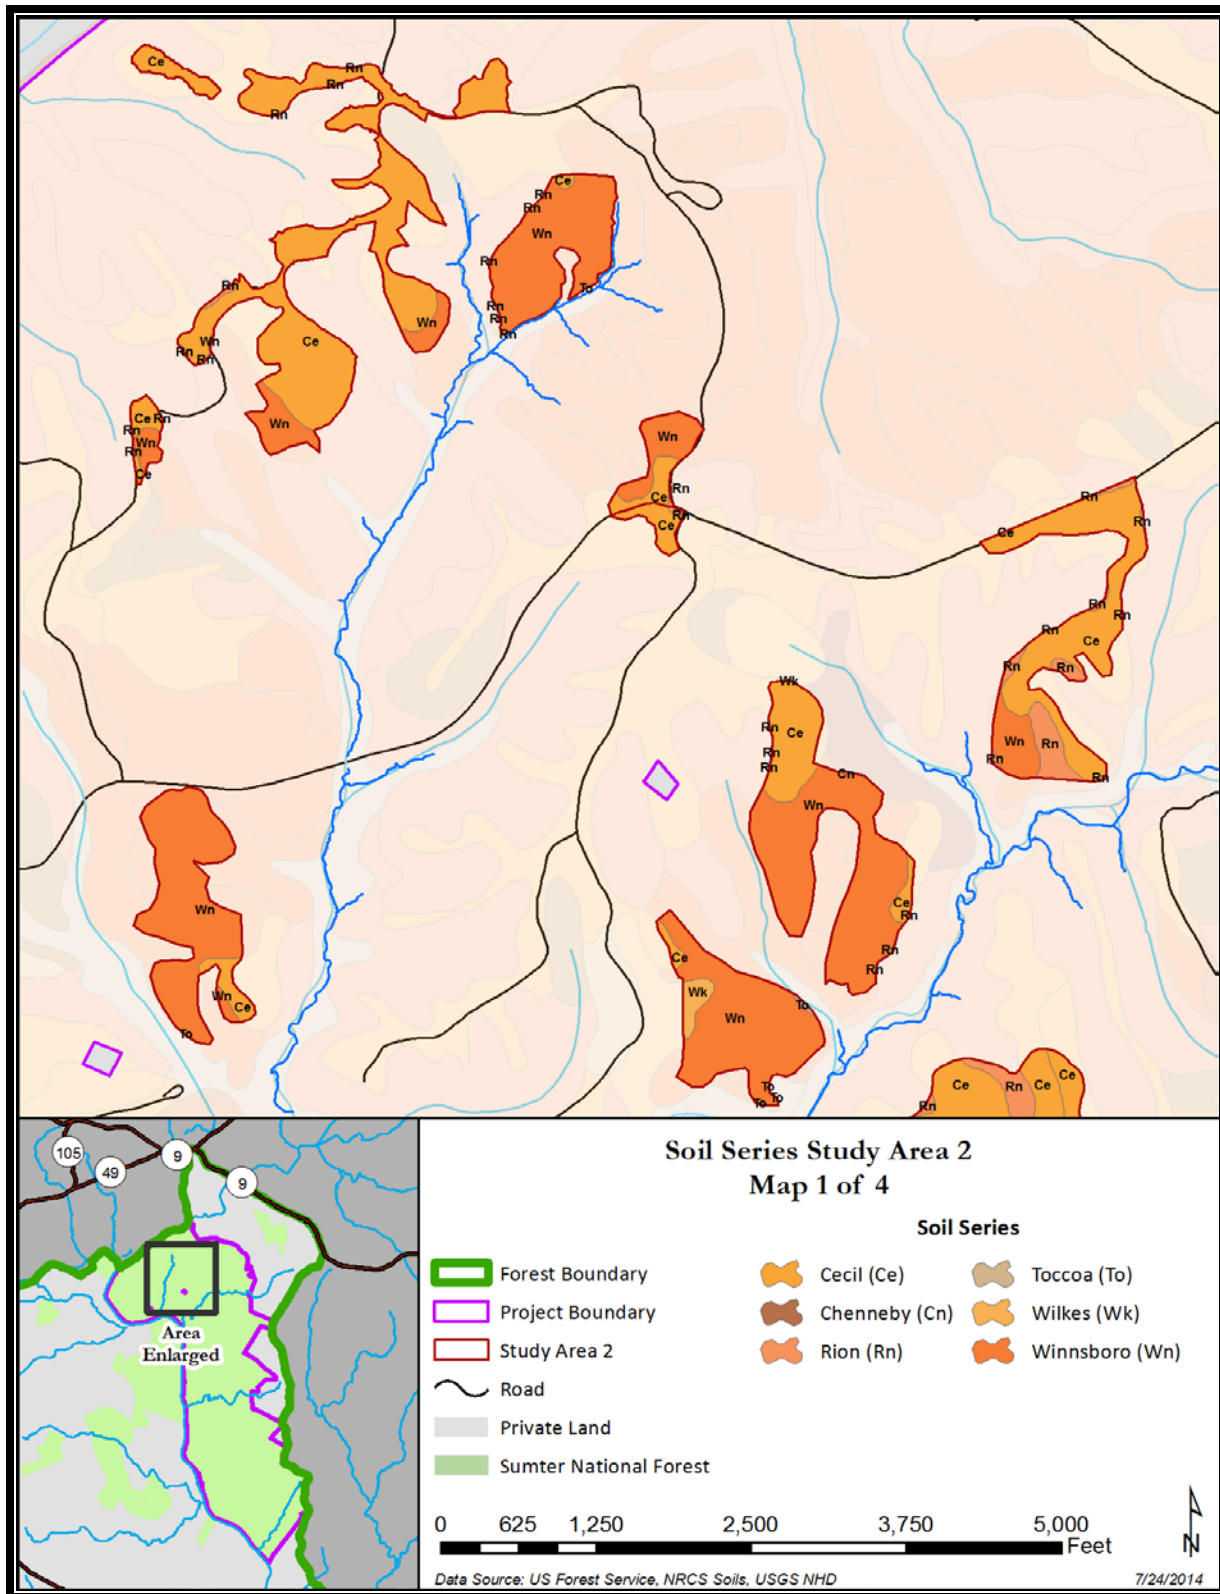 Ce
Rn
Rn
Rn
Ce
Rn
Rn
Wn
Rn
To
Rn
Rn
Rn
Rn
Wn
Wn
Rn
Rn
Ce
Wn
Ce Rn
Rn
Wn
Rn
Ce
Wn
Rn
Ce
Rn
Ce
Rn
Rn
Ce
Rn
Rn
Rn
Ce
Rn
Rn
Wn
Rn
Rn
Rn
Wk
Rn
Ce
Rn
Rn
Cn
Wn
Ce
Rn
Rn
Rn
Wn
Wn
Ce
To
Ce
Wk
Wn
To
To
To
To
Ce
Rn
Ce
Ce
Rn
105
49
9
9
Area
Enlarged
Soil Series Study Area 2
Map 1 of 4
Soil Series
Forest Boundary
Project Boundary
Study Area 2
Road
Private Land
Sumter National Forest
Cecil (Ce)
Chenneby (Cn)
Rion (Rn)
Toccoa (To)
Wilkes (Wk)
Winnsboro (Wn)
0 625 1,250 2,500 3,750 5,000
Feet
N
Data Source: US Forest Service, NRCS Soils, USGS NHD
7/24/2014